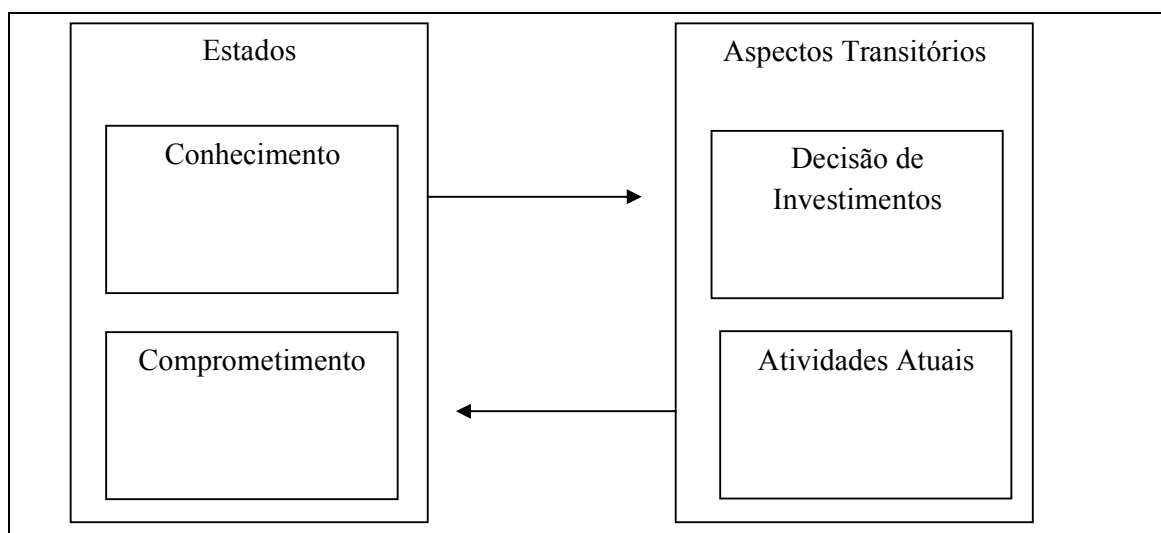 Estados
Conhecimento
Comprometimento
Aspectos Transitórios
Decisão de
Investimentos
Atividades Atuais